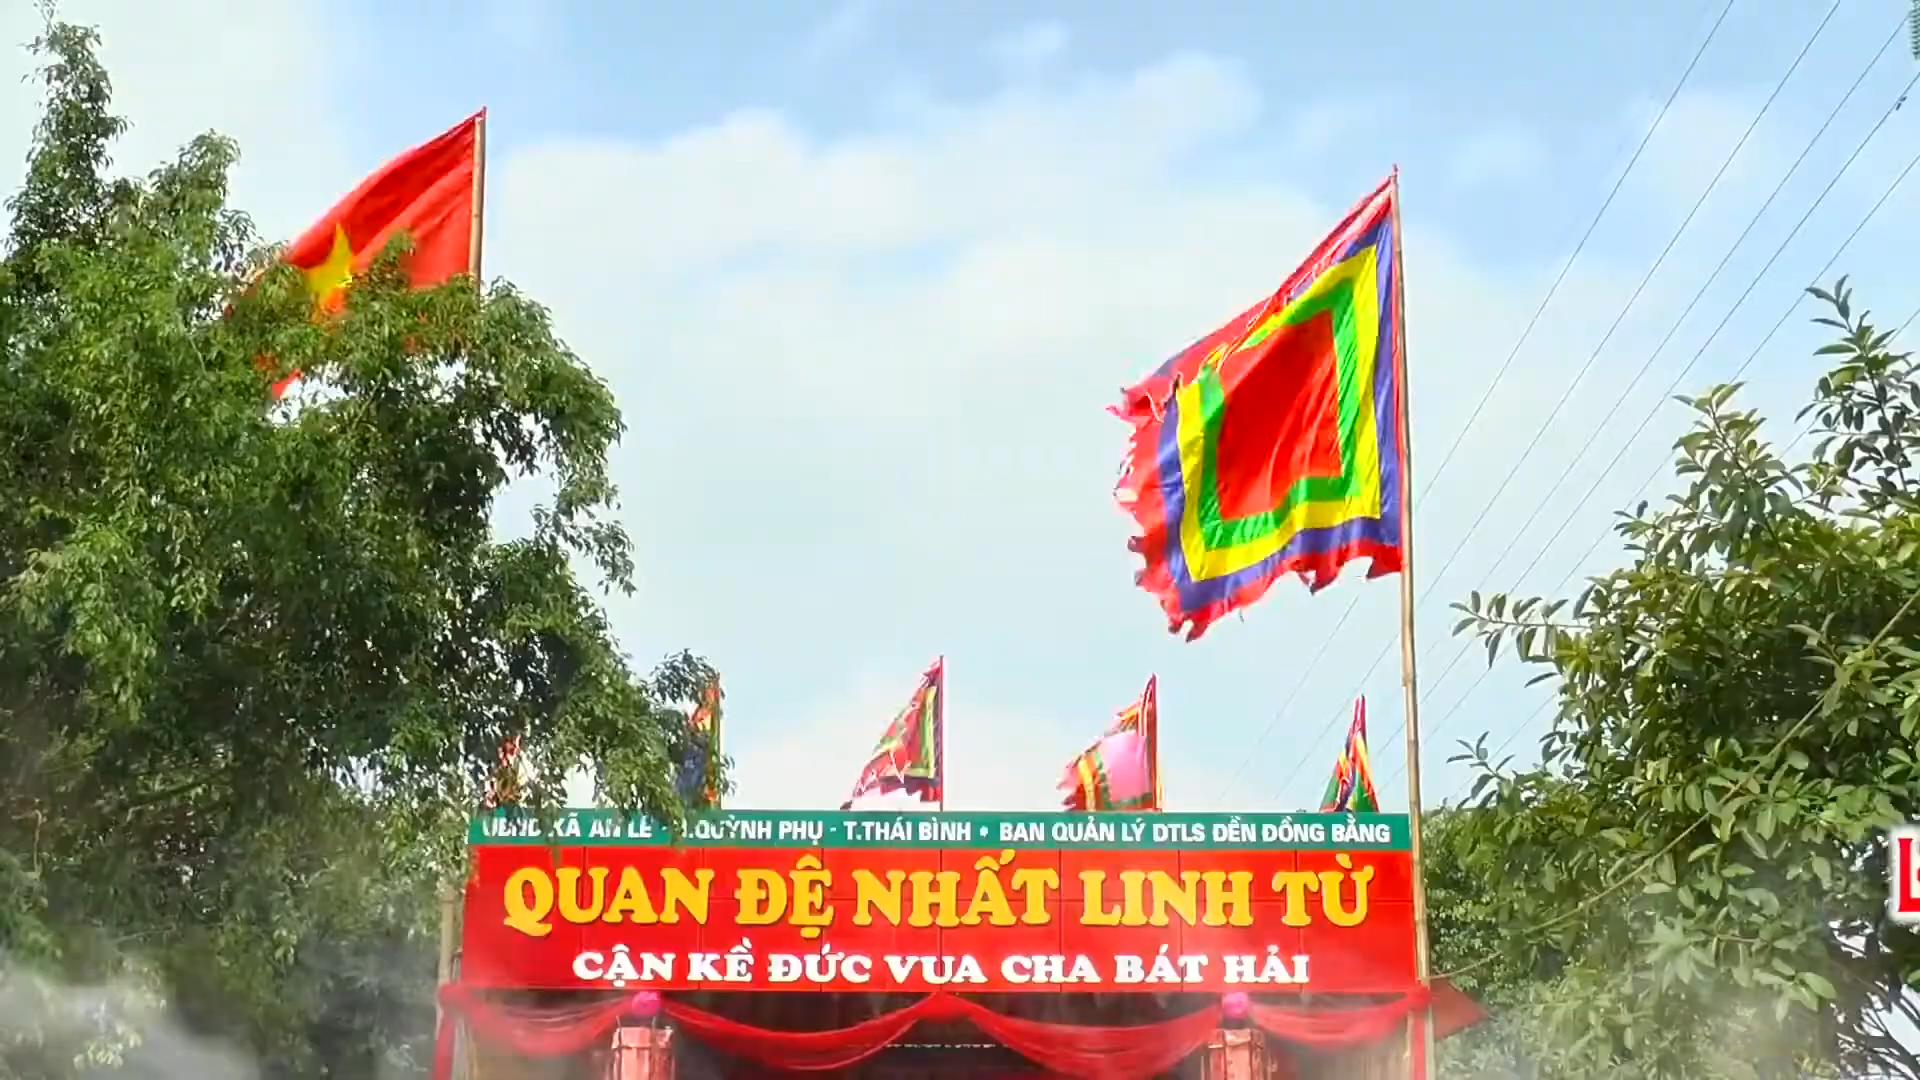 UBND XÃ AN LỄ - H.QUỲNH PHỤ - T.THÁI BÌNH • BAN QUẢN LÝ DTLS ĐỀN ĐỒNG BẰNG
QUAN ĐỆ NHẤT LINH TỪ
CẬN KỀ ĐỨC VUA CHA BÁT HẢI